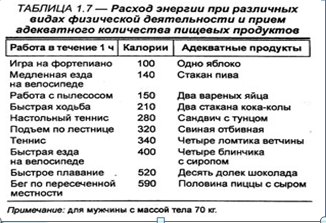 ТАБЛИЦА 1.7 — Расход энергии при различных
видах физической деятельности и прием
адекватного количества пищевых продуктов
Работа в течение 1 ч Калории Адекватные продукты
Игра на фортепиано 100 Одно яблоко
Медленная езда 140 Стакан пива
на велосипеде
Работа с пылесосом 150 Два вареных яйца
Быстрая ходьба 210 Два стакана кока-колы
Настольный теннис 280 Сандвич с тунцом
Подъем по лестнице 320 Свиная отбивная
Теннис 340 Четыре ломтика ветчины
Быстрая езда 400 Четыре блинчика
на велосипеде с сиропом
Быстрое плавание 520 Десять долек шоколада
Бег по пересеченной 590 Половина пиццы с сыром
местности
Примечание: для мужчины с массой тела 70 кг.